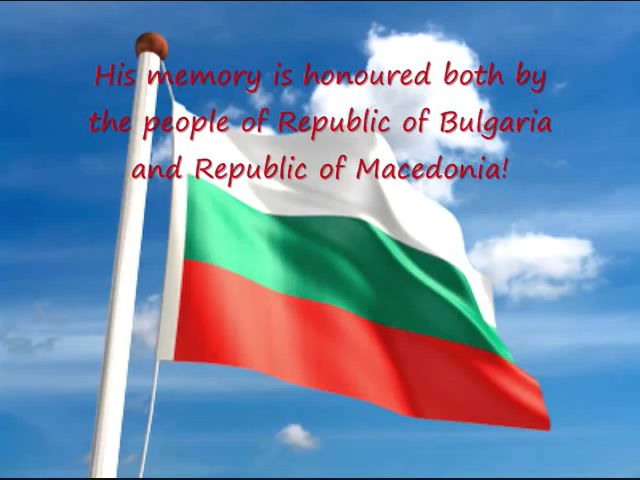 His memory is honoured both by
the people of Republic of Bulgaria
and Republic of Macedonia!